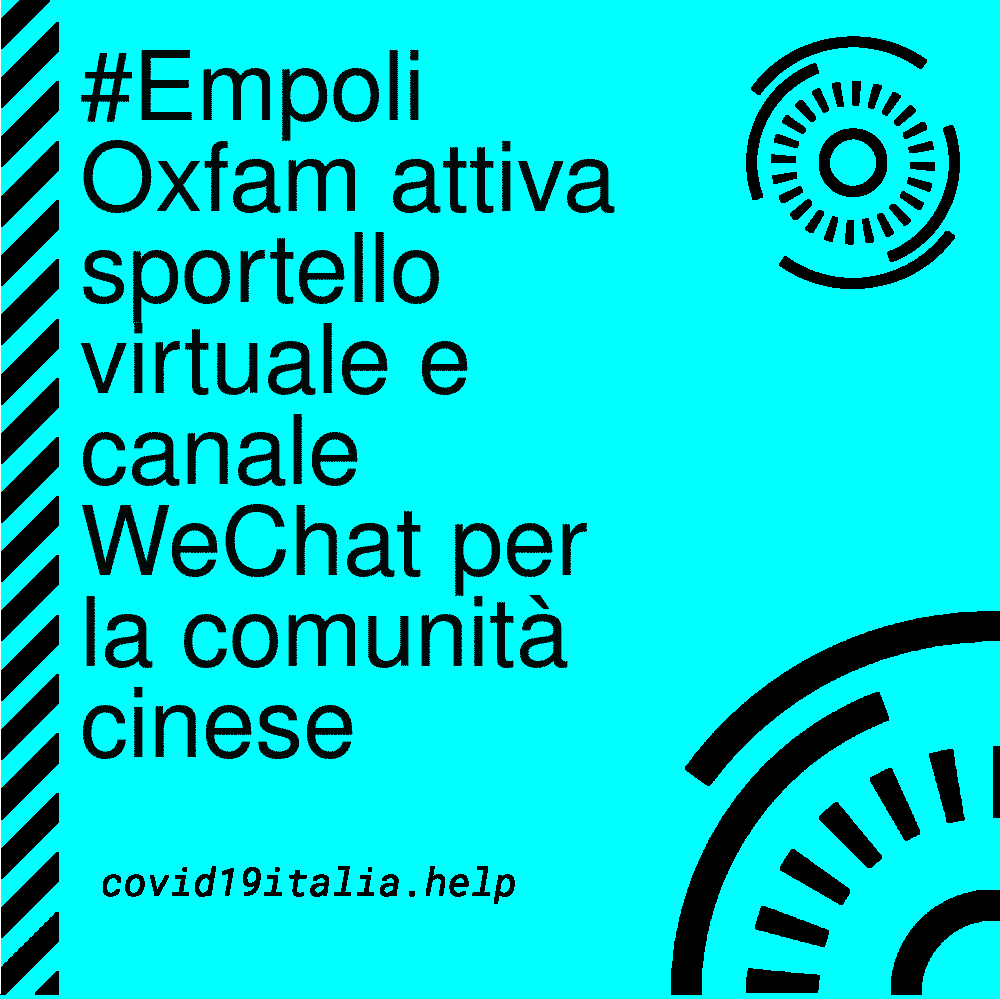 #Empoli
Oxfam attiva
sportello
virtuale e
canale
WeChat per
la comunità
cinese
covid19italia.help